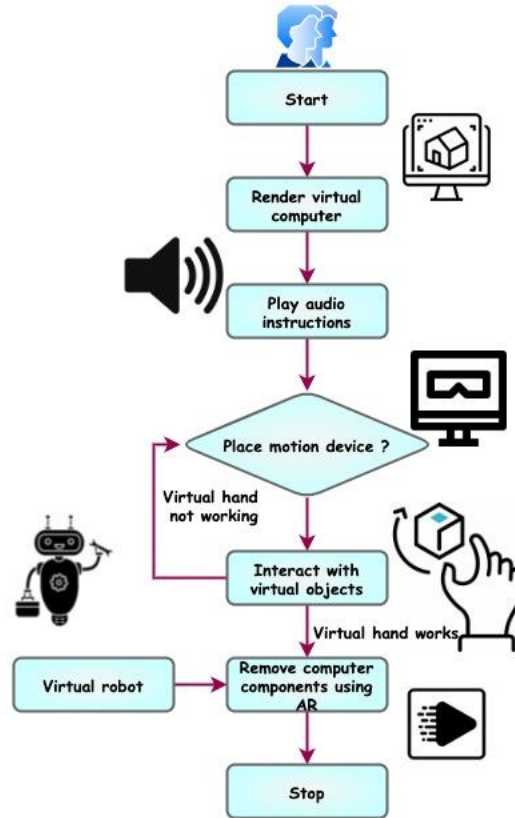 Start
Render virtual
computer
Play audio
instructions
Place motion device ?
Virtual hand
not working
Interact with
virtual objects
Virtual hand works
Virtual robot
Remove computer
components using
AR
Stop